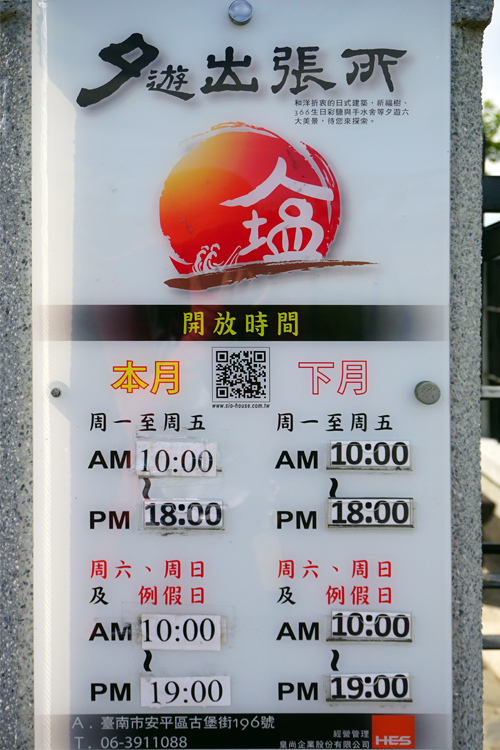 夕遊出張所
和洋折衷的日式建築，祈福樹、
366生日彩鹽與手水舍等夕遊六
大美景，待您來探索。
塩
開放時間
本月
www.sio-house.com.tw
下月
周一至周五
AM 10:00
~
PM 18:00
周一至周五
AM 10:00
~
PM 18:00
周六、周日
及 例假日
AM 10:00
~
PM 19:00
周六、周日
及 例假日
AM 10:00
~
PM 19:00
A．臺南市安平區古堡街196號
T．06-3911088
經營管理
皇尚企業股份有限公司
HES